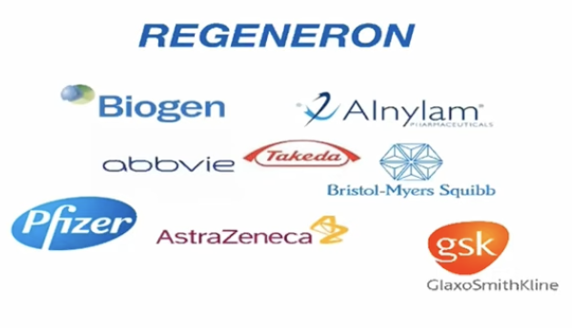 REGENERON
Biogen
Alnylam
PHARMACEUTICALS
abbvie
Takeda
Bristol-Myers Squibb
Pfizer
AstraZeneca
gsk
GlaxoSmithKline